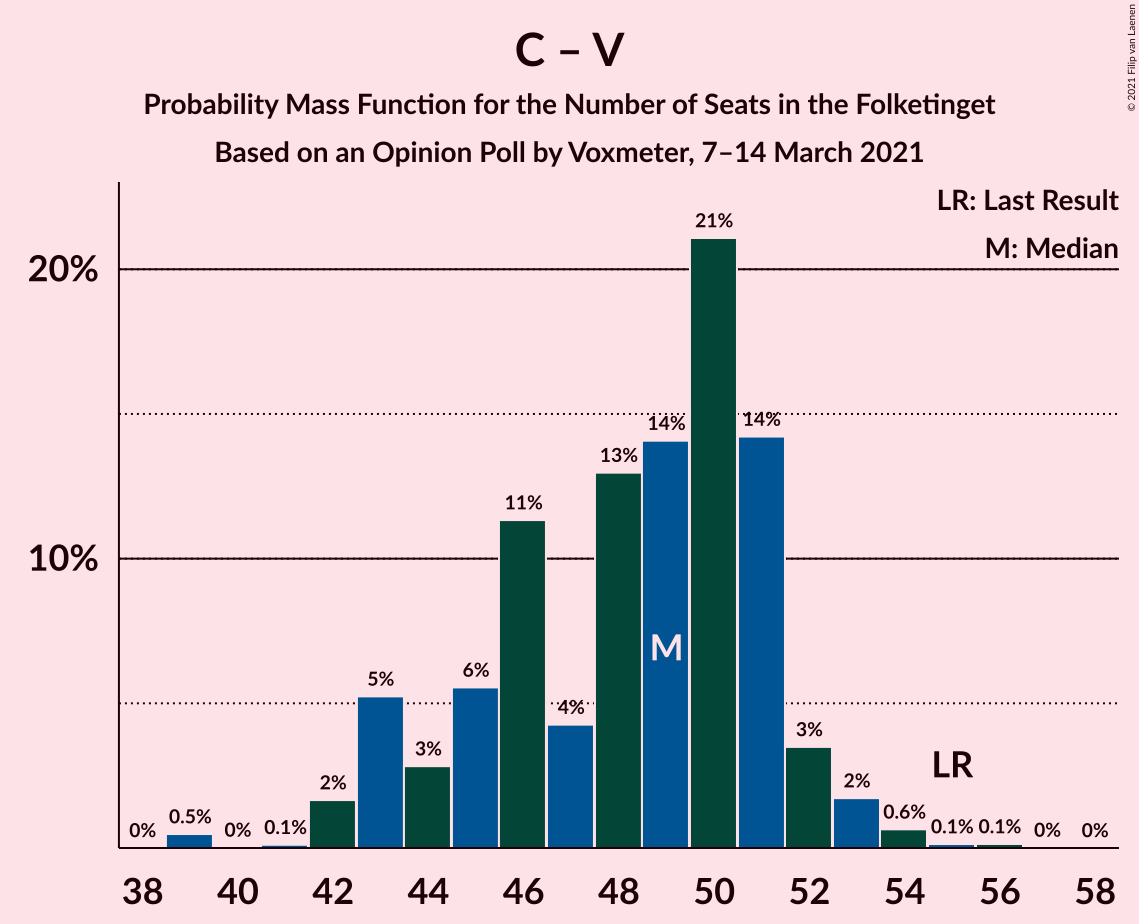 C – V
Probability Mass Function for the Number of Seats in the Folketinget
Based on an Opinion Poll by Voxmeter, 7–14 March 2021
© 2021 Filip van Laenen
LR: Last Result
M: Median
20%
10%
0%
0.5%
0%
0.1%
2%
5%
3%
6%
11%
4%
13%
14%
21%
14%
3%
2%
0.6%
0.1%
0.1%
0%
0%
M
LR
38 40 42 44 46 48 50 52 54 56 58